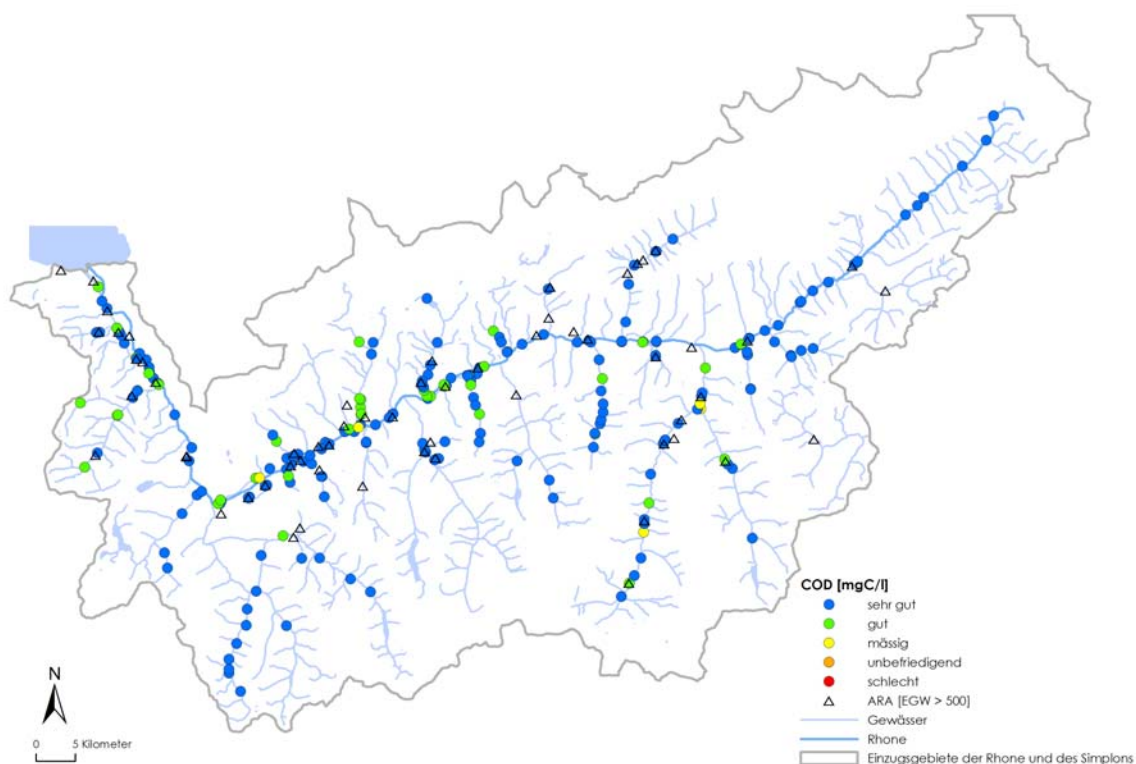 COD [mgC/l]
sehr gut
gut
mässig
unbefriedigend
schlecht
ARA [EGW > 500]
Gewässer
Rhone
Einzugsgebiete der Rhone und des Simplons
N
0 5 Kilometer